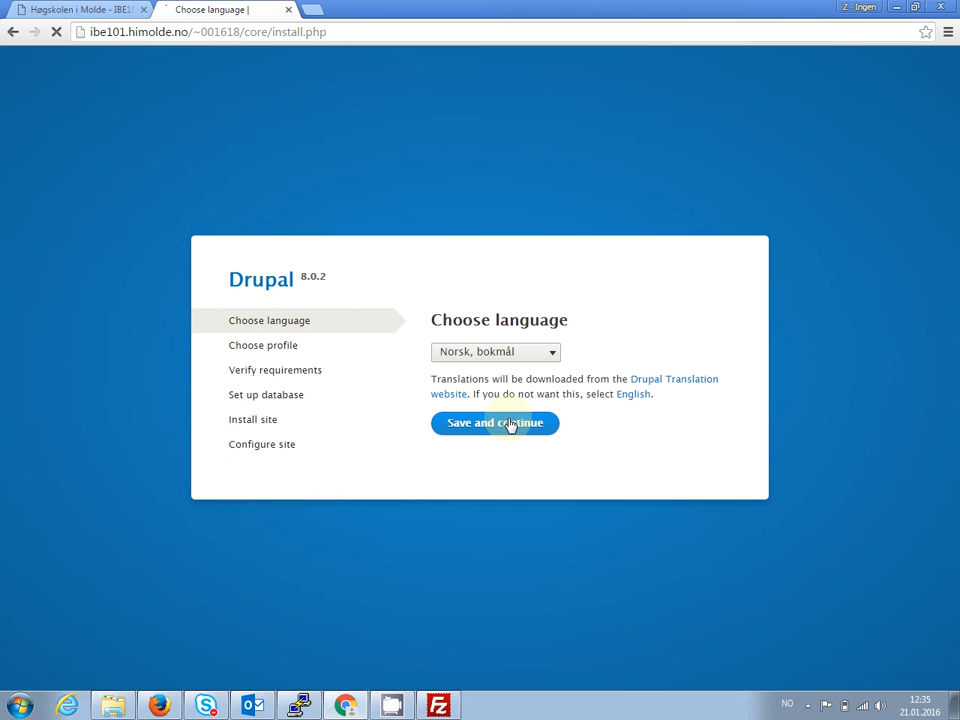 Høgskolen i Molde - IBE10
Choose language |
Z_Ingen
ibe101.himolde.no/~001618/core/install.php
Drupal 8.0.2
Choose language
Choose profile
Verify requirements
Set up database
Install site
Configure site
Choose language
Norsk, bokmål
Translations will be downloaded from the Drupal Translation
website. If you do not want this, select English.
Save and continue
NO
12:35
21.01.2016